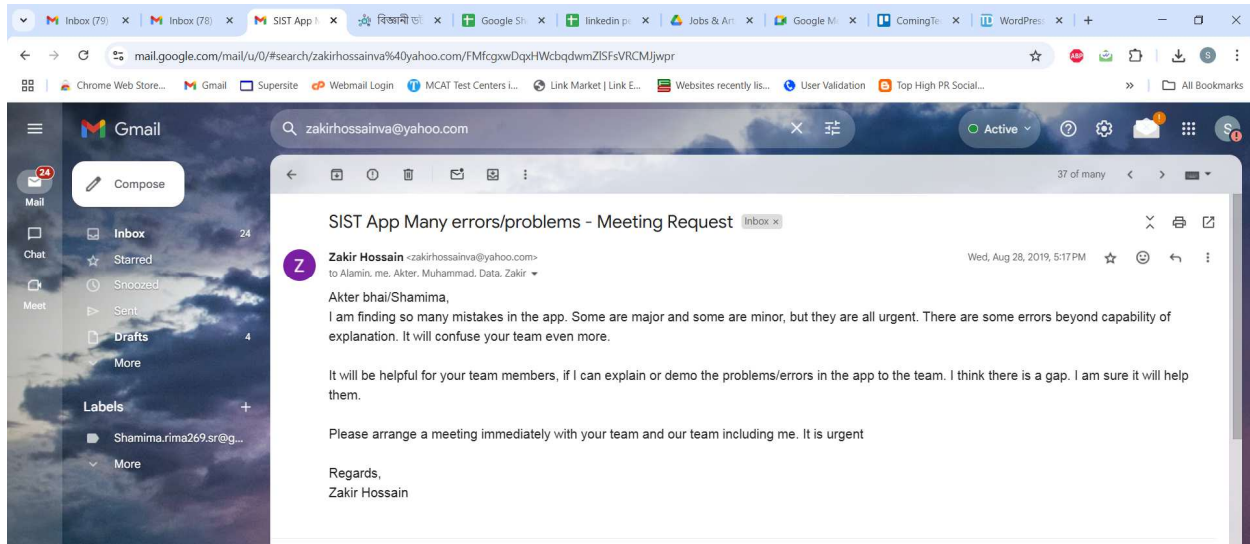 Inbox (79)
Inbox (78)
SIST App
বিজ্ঞানী
Google Sh
linkedin p
Jobs & Art
Google M
ComingTe
WordPres
mail.google.com/mail/u/0/#search/zakirhossainva%40yahoo.com/FMfcgxwDqxHWcbqdwmZlSFsVRCMJjwpr
ABP
S
Chrome Web Store...
M Gmail
Supersite
Webmail Login
MCAT Test Centers i...
Link Market | Link E...
Websites recently lis...
User Validation
Top High PR Social...
All Bookmarks
Gmail
zakirhossainva@yahoo.com
Active
24
Mail
Compose
37 of many
Chat
Meet
Inbox 24
Starred
Snoozed
Sent
Drafts 4
More
Labels
Shamima.rima269.sr@g...
More
SIST App Many errors/problems - Meeting Request Inbox x
Z
Zakir Hossain <zakirhossainva@yahoo.com>
Wed, Aug 28, 2019, 5:17 PM
to Alamin. me. Akter. Muhammad. Data. Zakir
Akter bhai/Shamima,
I am finding so many mistakes in the app. Some are major and some are minor, but they are all urgent. There are some errors beyond capability of
explanation. It will confuse your team even more.
It will be helpful for your team members, if I can explain or demo the problems/errors in the app to the team. I think there is a gap. I am sure it will help
them.
Please arrange a meeting immediately with your team and our team including me. It is urgent
Regards,
Zakir Hossain